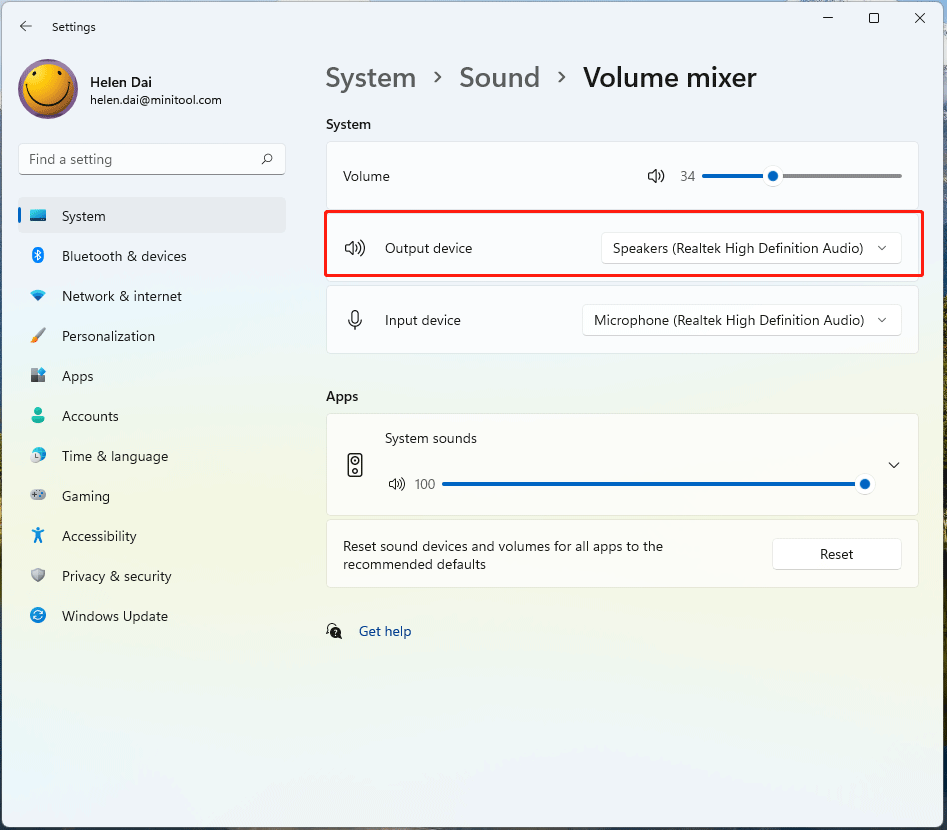 Settings
Helen Dai
helen.dai@minitool.com
Find a setting
System
Bluetooth & devices
Network & internet
Personalization
Apps
Accounts
Time & language
Gaming
Accessibility
Privacy & security
Windows Update
System › Sound › Volume mixer
System
Volume 34
Output device Speakers (Realtek High Definition Audio)
Input device Microphone (Realtek High Definition Audio)
Apps
System sounds
100
Reset sound devices and volumes for all apps to the
recommended defaults
Reset
Get help